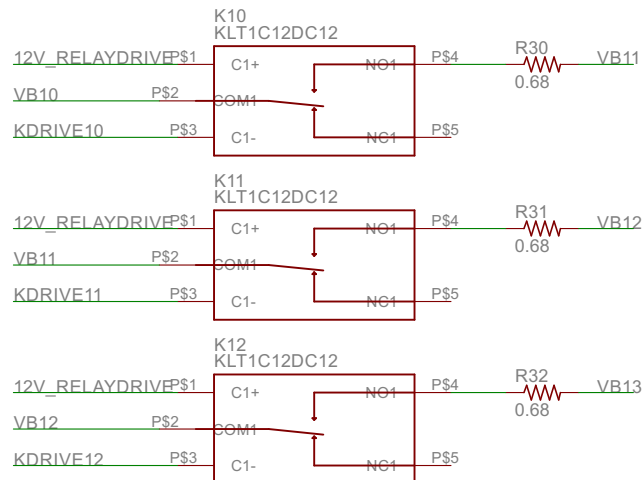 K10
KLT1C12DC12
12V_RELAYDRIVE P$1 C1+ NO1 P$4 R30 VB11
0.68
VB10 P$2 COM1
KDRIVE10 P$3 C1- NC1 P$5
K11
KLT1C12DC12
12V_RELAYDRIVE P$1 C1+ NO1 P$4 R31 VB12
0.68
VB11 P$2 COM1
KDRIVE11 P$3 C1- NC1 P$5
K12
KLT1C12DC12
12V_RELAYDRIVE P$1 C1+ NO1 P$4 R32 VB13
0.68
VB12 P$2 COM1
KDRIVE12 P$3 C1- NC1 P$5